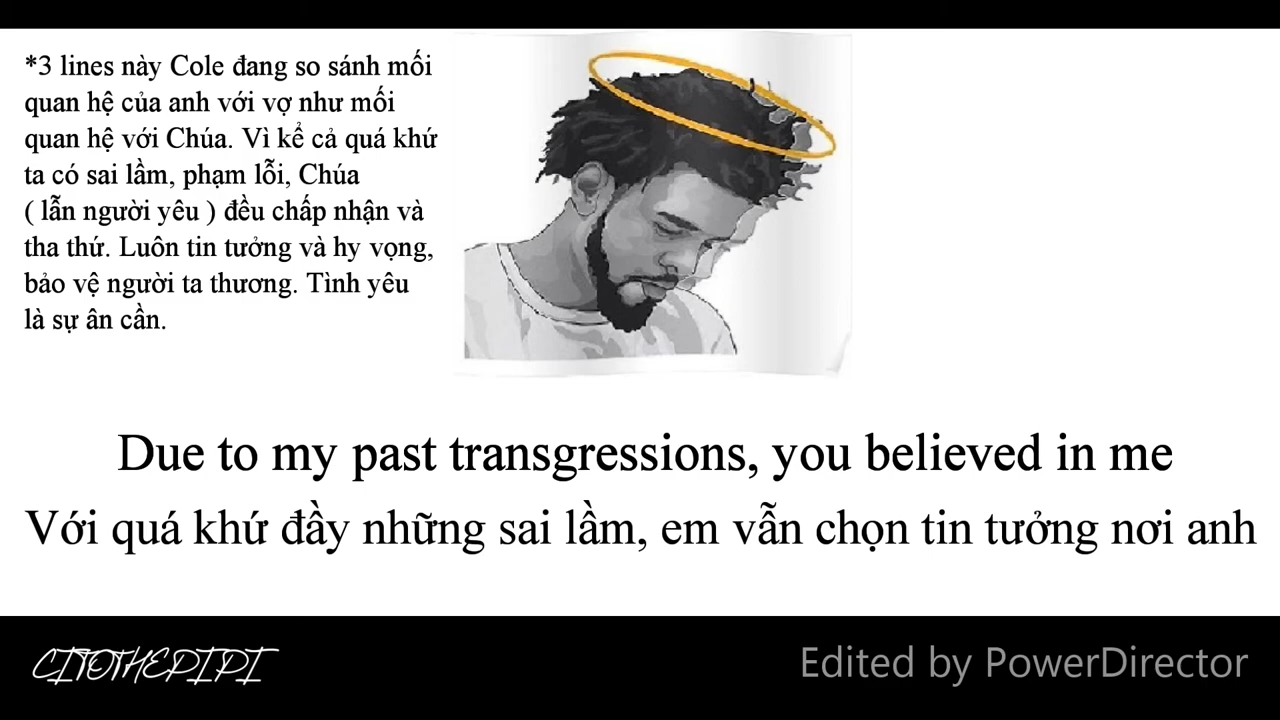 *3 lines này Cole đang so sánh mối
quan hệ của anh với vợ như mối
quan hệ với Chúa. Vì kể cả quá khứ
ta có sai lầm, phạm lỗi, Chúa
( lẫn người yêu ) đều chấp nhận và
tha thứ. Luôn tin tưởng và hy vọng,
bảo vệ người ta thương. Tình yêu
là sự ân cần.
Due to my past transgressions, you believed in me
Với quá khứ đầy những sai lầm, em vẫn chọn tin tưởng nơi anh
CITOTHEPIPI
Edited by PowerDirector